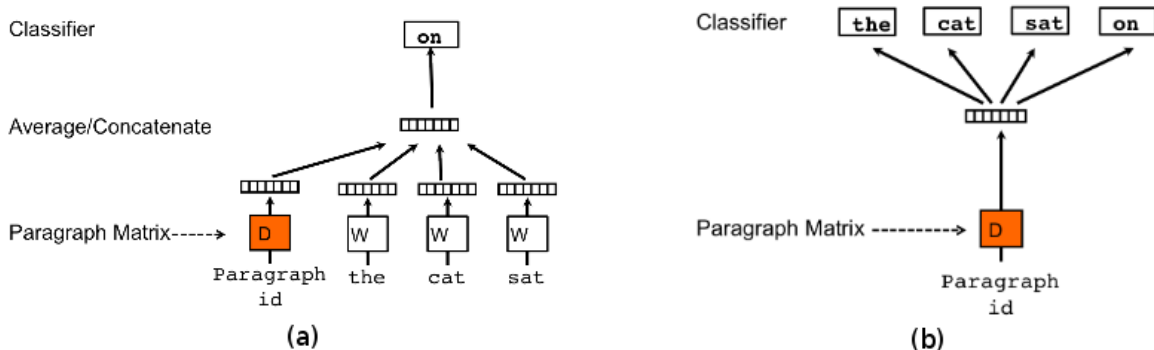 Classifier
on
Average/Concatenate
Paragraph Matrix
D
W
W
W
Paragraph
id
the
cat
sat
(a)
Classifier
the
cat
sat
on
Paragraph Matrix
D
Paragraph
id
(b)